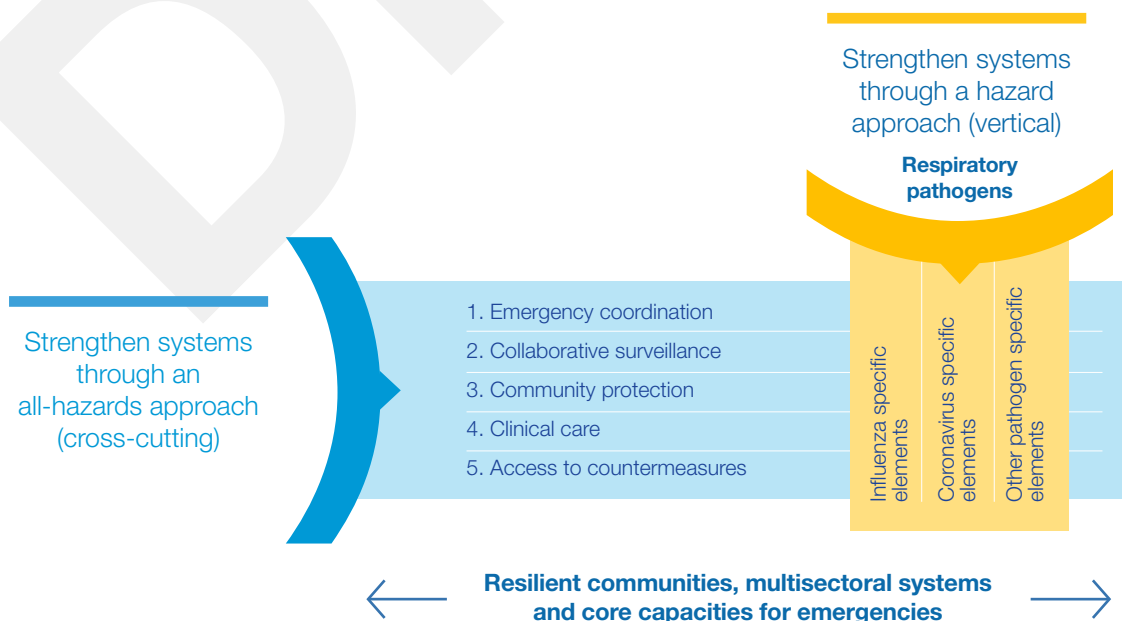 Strengthen systems
through a hazard
approach (vertical)
Respiratory
pathogens
Strengthen systems
through an
all-hazards approach
(cross-cutting)
1. Emergency coordination
2. Collaborative surveillance
3. Community protection
4. Clinical care
5. Access to countermeasures
Influenza specific
elements
Coronavirus specific
elements
Other pathogen specific
elements
Resilient communities, multisectoral systems
and core capacities for emergencies